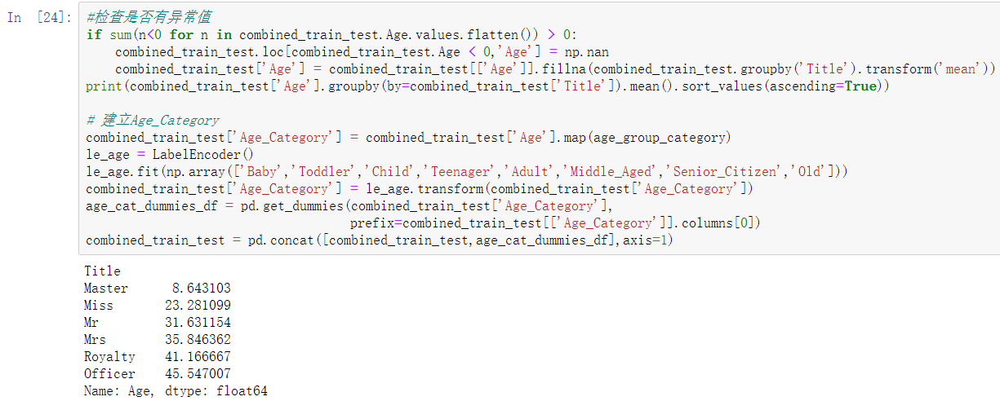 In [24]: #检查是否有异常值
if sum(n<0 for n in combined_train_test.Age.values.flatten()) > 0:
    combined_train_test.loc[combined_train_test.Age < 0,'Age'] = np.nan
    combined_train_test['Age'] = combined_train_test[['Age']].fillna(combined_train_test.groupby('Title').transform('mean'))
print(combined_train_test['Age'].groupby(by=combined_train_test['Title']).mean().sort_values(ascending=True))
# 建立Age_Category
combined_train_test['Age_Category'] = combined_train_test['Age'].map(age_group_category)
le_age = LabelEncoder()
le_age.fit(np.array(['Baby','Toddler','Child','Teenager','Adult','Middle_Aged','Senior_Citizen','Old']))
combined_train_test['Age_Category'] = le_age.transform(combined_train_test['Age_Category'])
age_cat_dummies_df = pd.get_dummies(combined_train_test['Age_Category'],
                                    prefix=combined_train_test[['Age_Category']].columns[0])
combined_train_test = pd.concat([combined_train_test,age_cat_dummies_df],axis=1)
Title
Master      8.643103
Miss       23.281099
Mr         31.631154
Mrs        35.846362
Royalty    41.166667
Officer    45.547007
Name: Age, dtype: float64